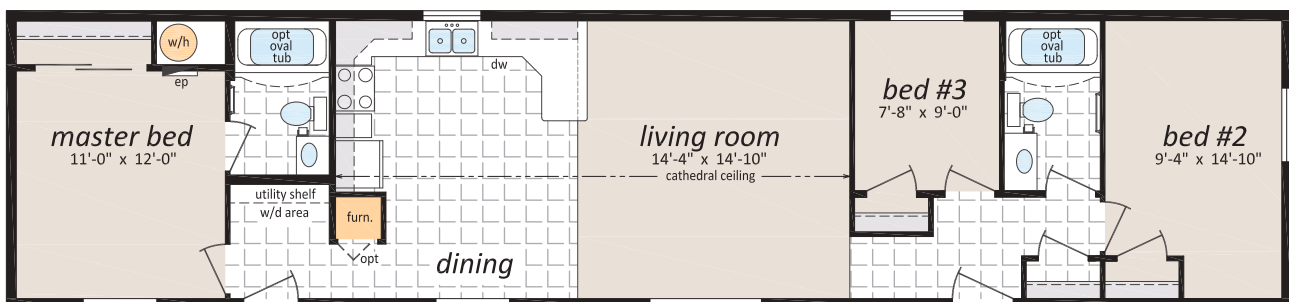 w/h
ep
master bed
11'-0" x 12'-0"
opt
oval
tub
utility shelf
w/d area
furn.
opt
dw
dining
living room
14'-4" x 14'-10"
cathedral ceiling
bed #3
7'-8" x 9'-0"
opt
oval
tub
bed #2
9'-4" x 14'-10"